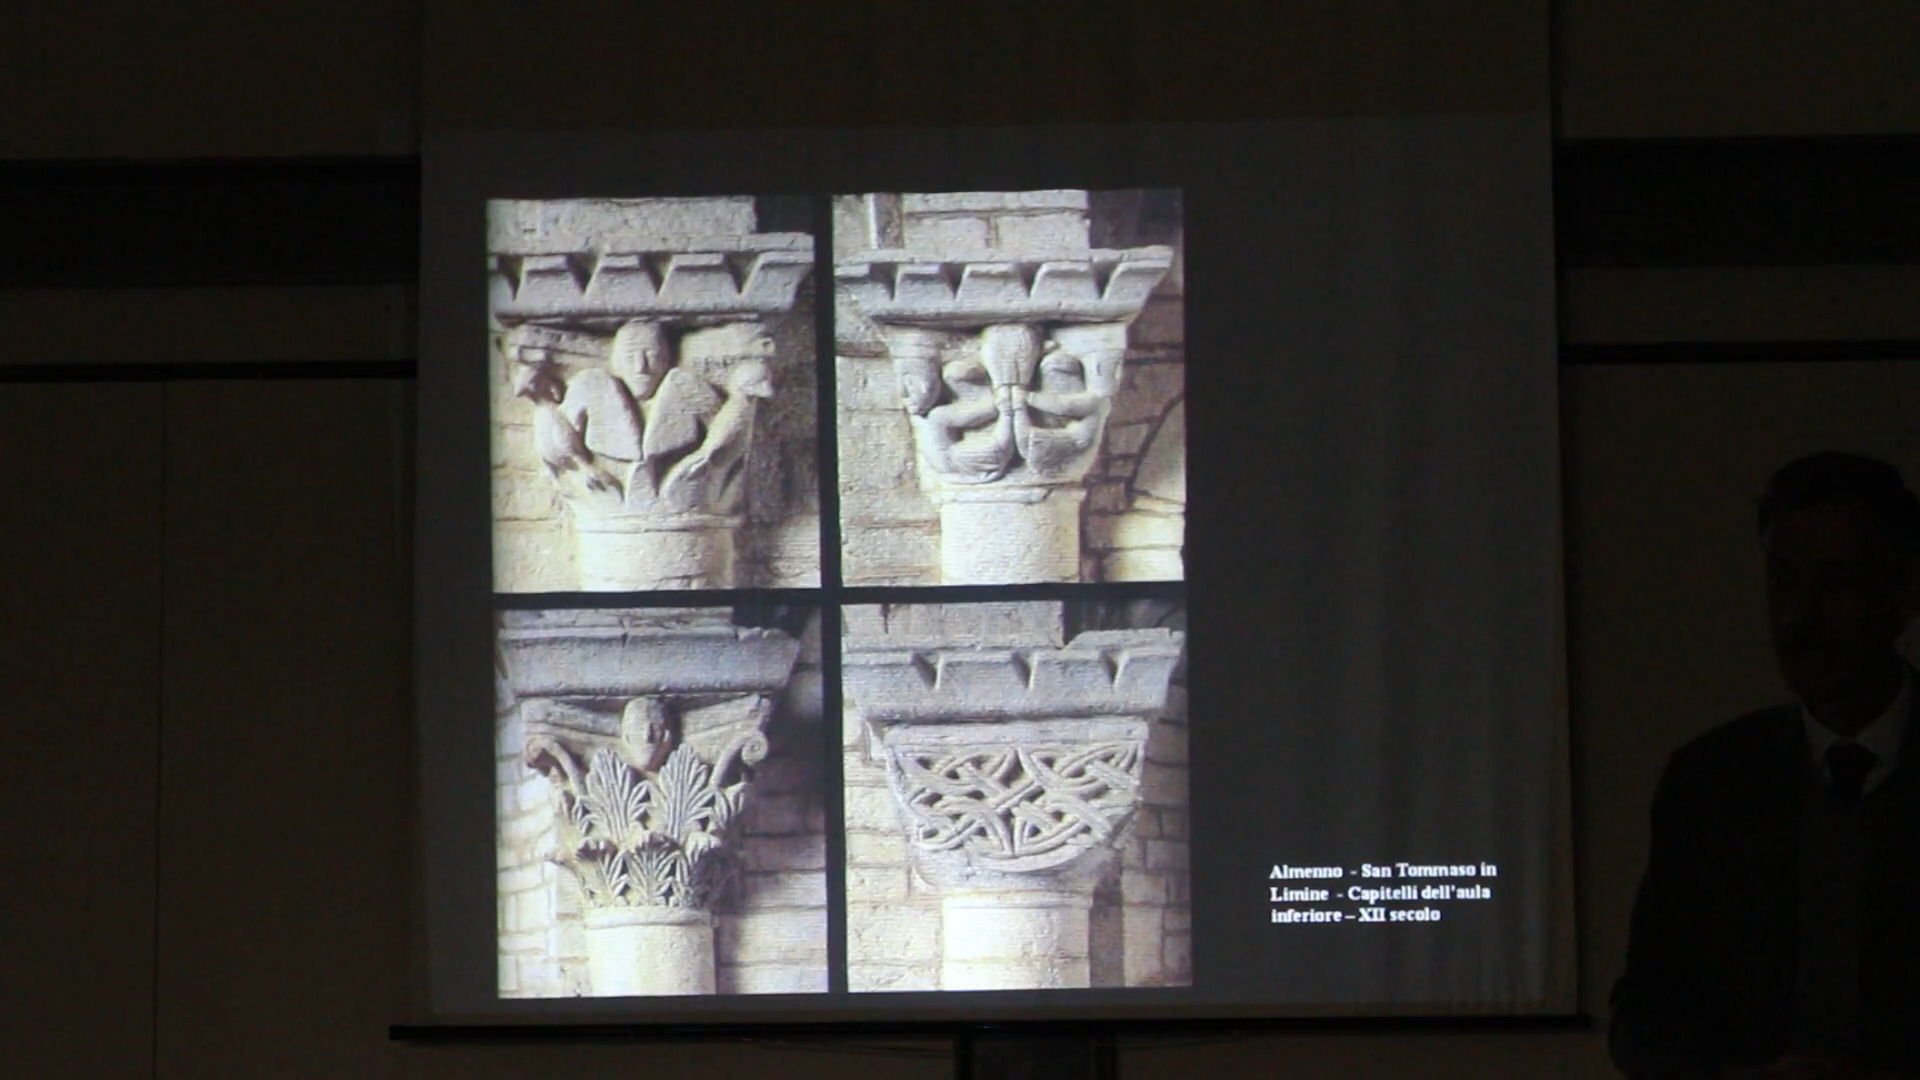 Almenno - San Tommaso in
Limine - Capitelli dell'aula
inferiore – XII secolo